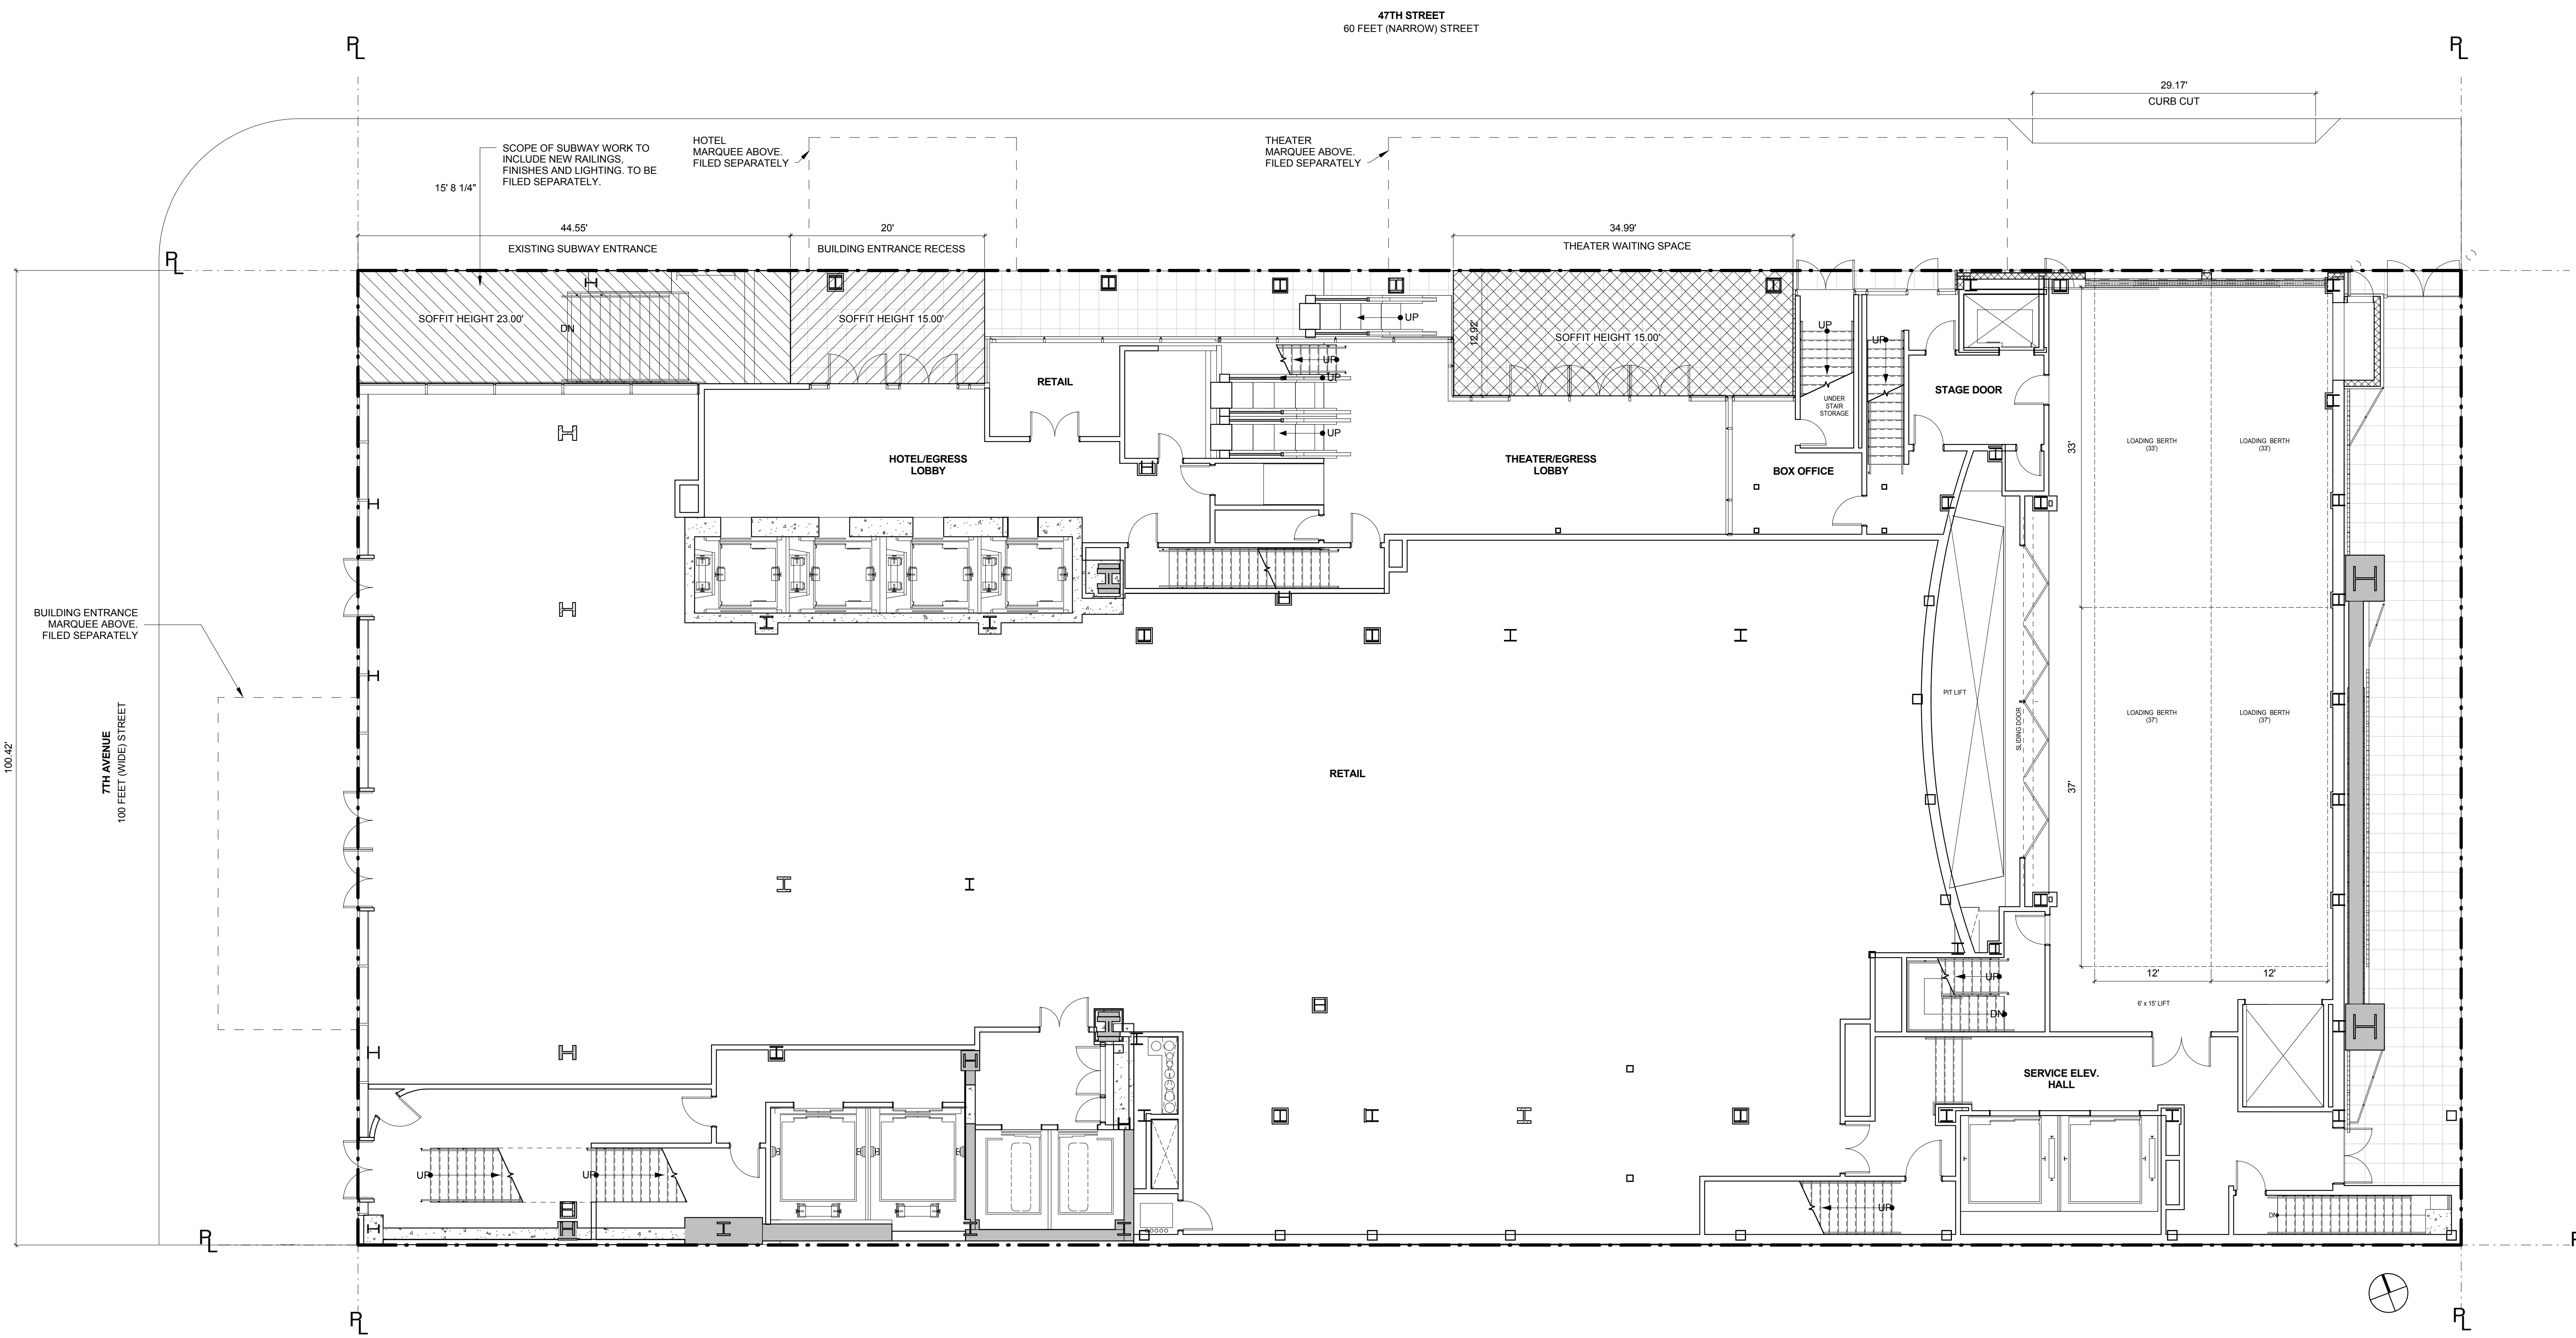 47TH STREET
60 FEET (NARROW) STREET
PL
PL
29.17'
CURB CUT
SCOPE OF SUBWAY WORK TO
INCLUDE NEW RAILINGS,
FINISHES AND LIGHTING. TO BE
FILED SEPARATELY.
15' 8 1/4"
HOTEL
MARQUEE ABOVE.
FILED SEPARATELY
THEATER
MARQUEE ABOVE.
FILED SEPARATELY
44.55'
EXISTING SUBWAY ENTRANCE
20'
BUILDING ENTRANCE RECESS
34.99'
THEATER WAITING SPACE
PL
SOFFIT HEIGHT 23.00'
DN
SOFFIT HEIGHT 15.00'
UP
12.92'
SOFFIT HEIGHT 15.00'
UP
UP
UP
UP
UP
RETAIL
STAGE DOOR
UNDER
STAIR
STORAGE
HOTEL/EGRESS
LOBBY
THEATER/EGRESS
LOBBY
BOX OFFICE
33'
LOADING BERTH
(33')
LOADING BERTH
(33')
BUILDING ENTRANCE
MARQUEE ABOVE.
FILED SEPARATELY
100.42'
7TH AVENUE
100 FEET (WIDE) STREET
PIT LIFT
SLIDING DOOR
LOADING BERTH
(37')
LOADING BERTH
(37')
37'
RETAIL
12'
12'
UP
DN
6' x 15' LIFT
SERVICE ELEV.
HALL
UP
UP
UP
DN
PL
PL
PL